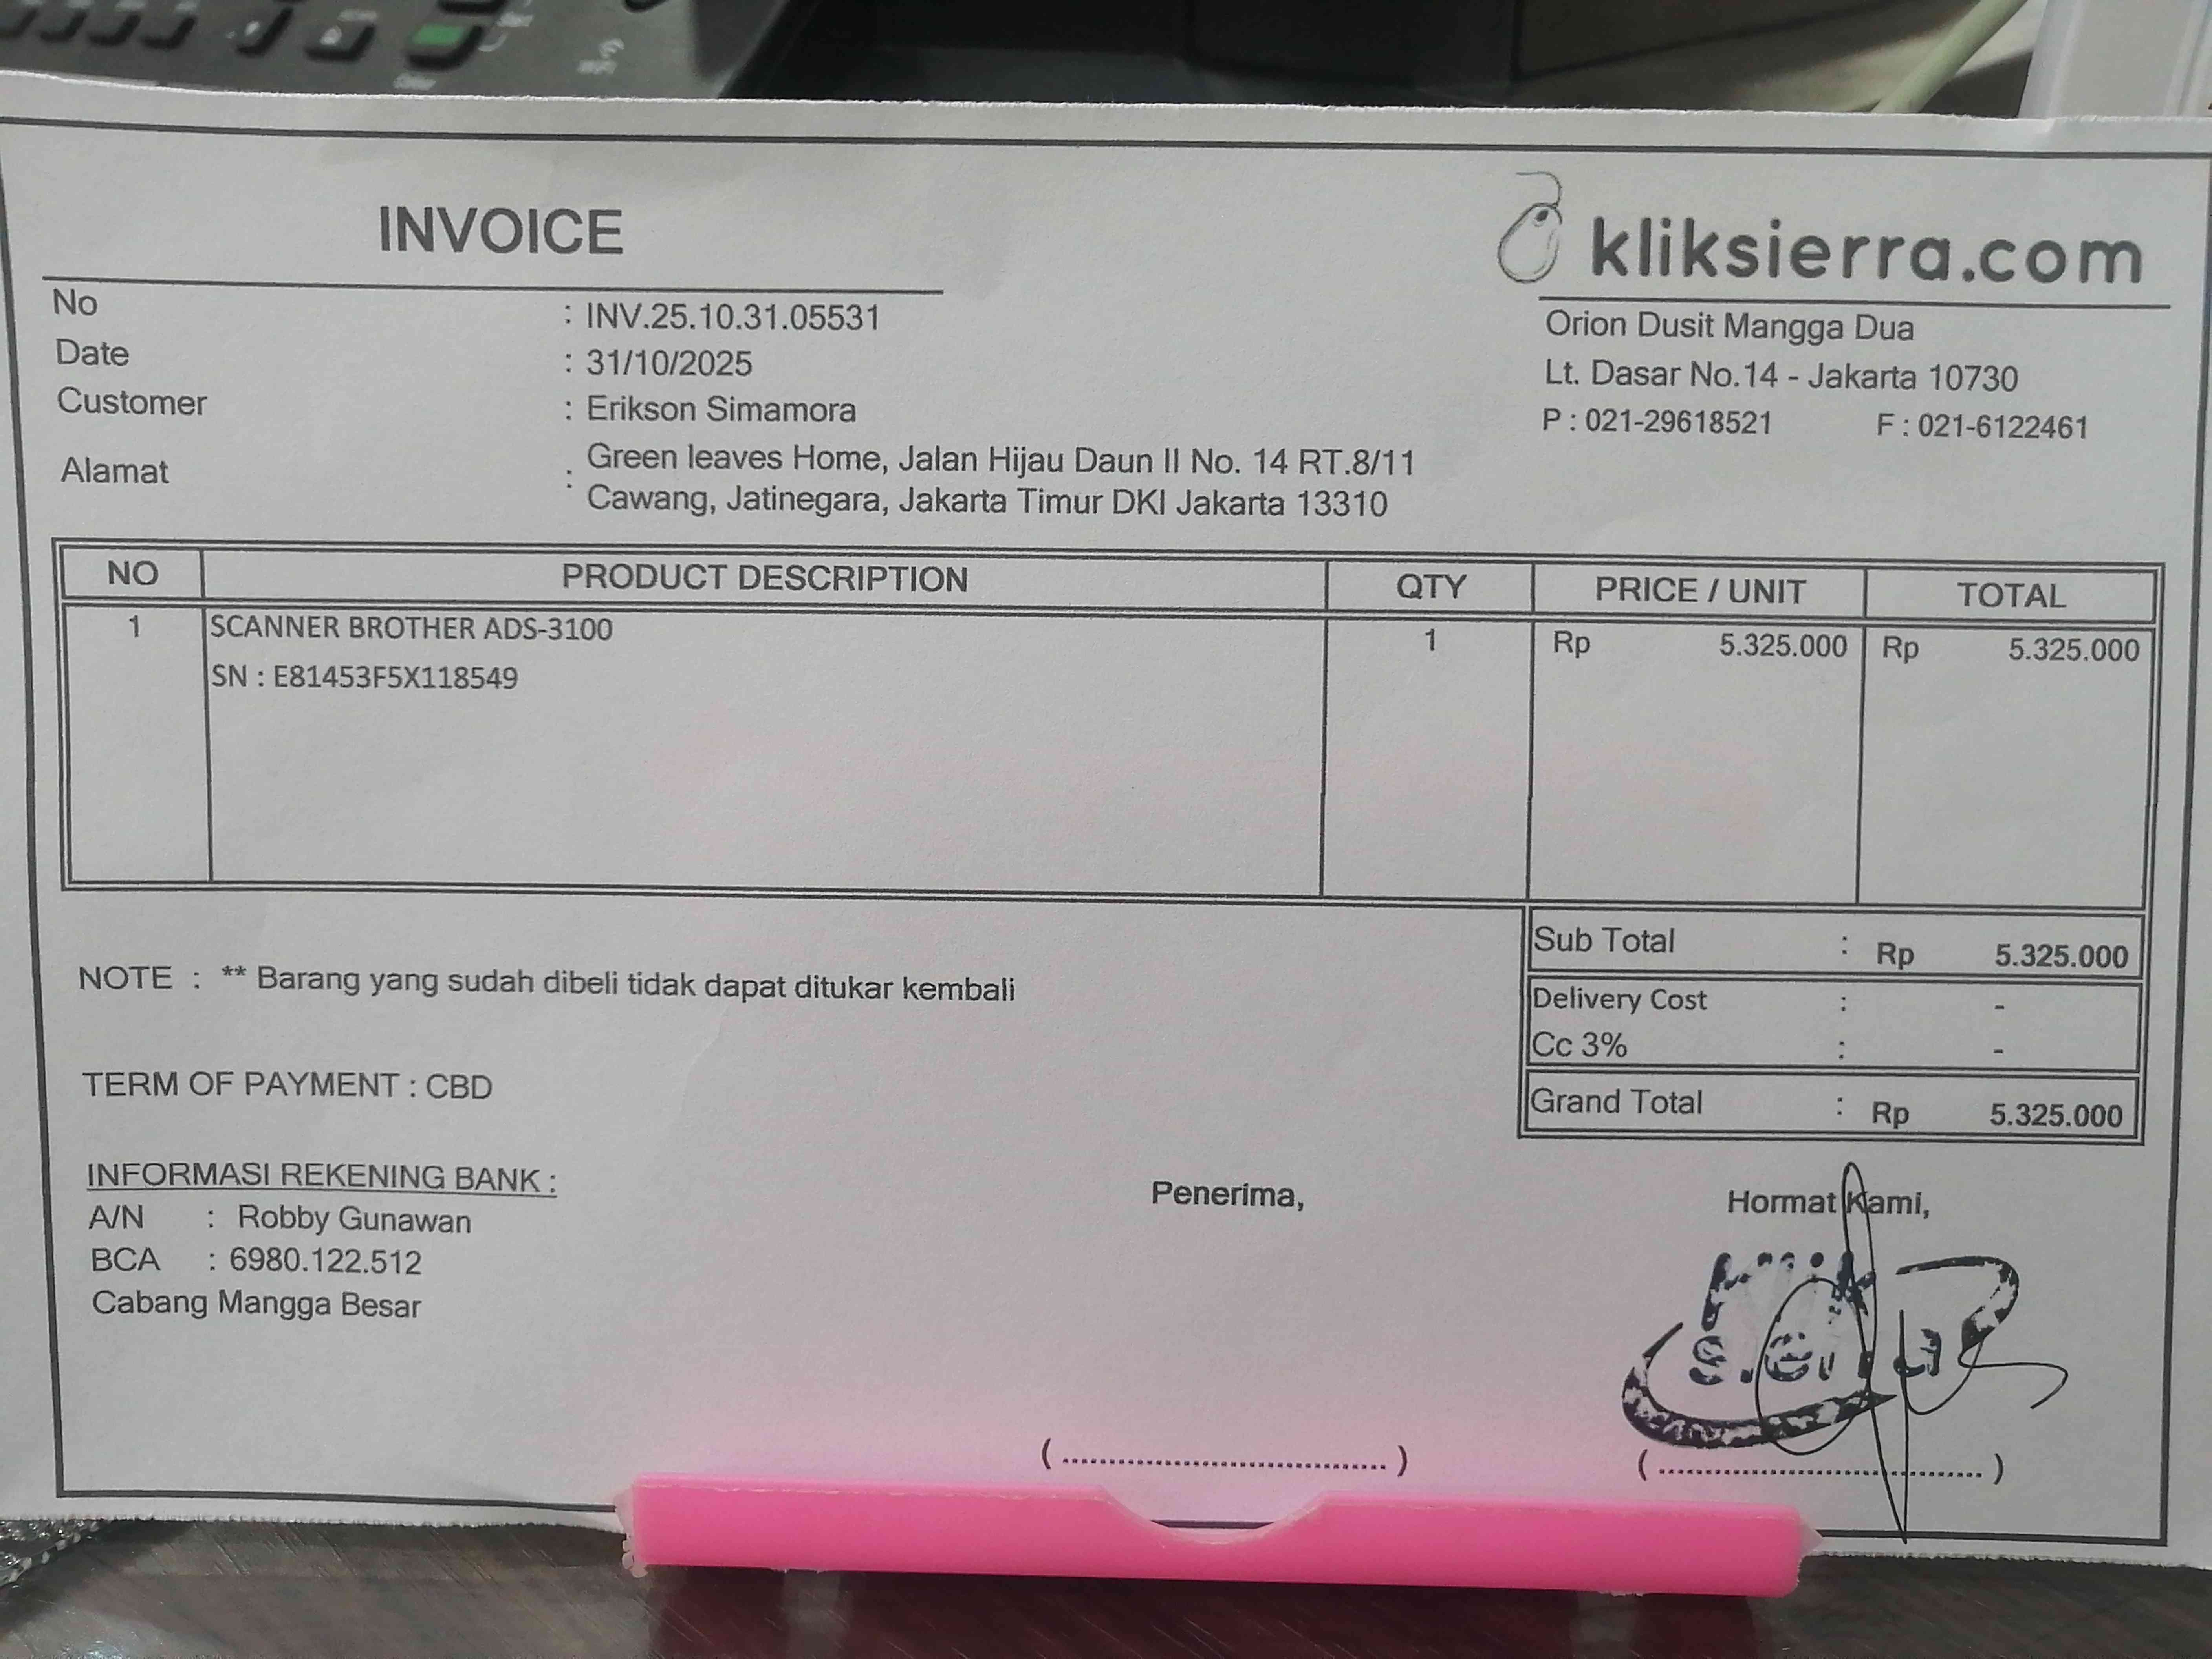 INVOICE
kliksierra.com
No : INV.25.10.31.05531
Date : 31/10/2025
Customer : Erikson Simamora
Alamat : Green leaves Home, Jalan Hijau Daun II No. 14 RT.8/11
Cawang, Jatinegara, Jakarta Timur DKI Jakarta 13310
Orion Dusit Mangga Dua
Lt. Dasar No.14 - Jakarta 10730
P : 021-29618521 F : 021-6122461
NO PRODUCT DESCRIPTION QTY PRICE / UNIT TOTAL
1 SCANNER BROTHER ADS-3100 1 Rp 5.325.000 Rp 5.325.000
SN : E81453F5X118549
Sub Total : Rp 5.325.000
NOTE : ** Barang yang sudah dibeli tidak dapat ditukar kembali
Delivery Cost : -
Cc 3% : -
TERM OF PAYMENT : CBD
Grand Total : Rp 5.325.000
INFORMASI REKENING BANK :
A/N : Robby Gunawan
BCA : 6980.122.512
Cabang Mangga Besar
Penerima,
Hormat Kami,
Klik
sierra
(..............................) (..............................)